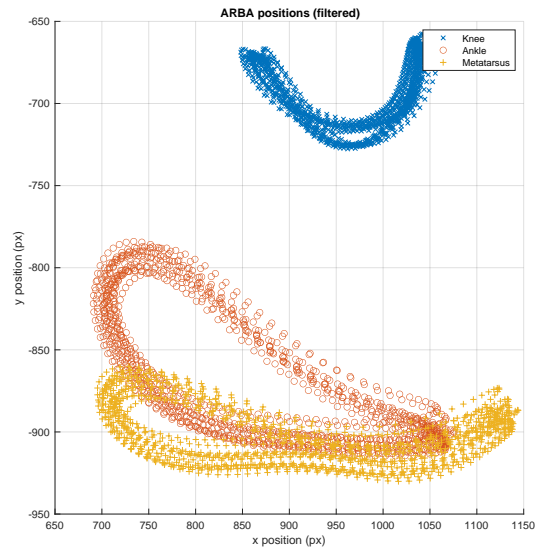 ARBA positions (filtered)
-650
Knee
Ankle
Metatarsus
-700
-750
-800
-850
-900
-950
y position (px)
650 700 750 800 850 900 950 1000 1050 1100 1150
x position (px)